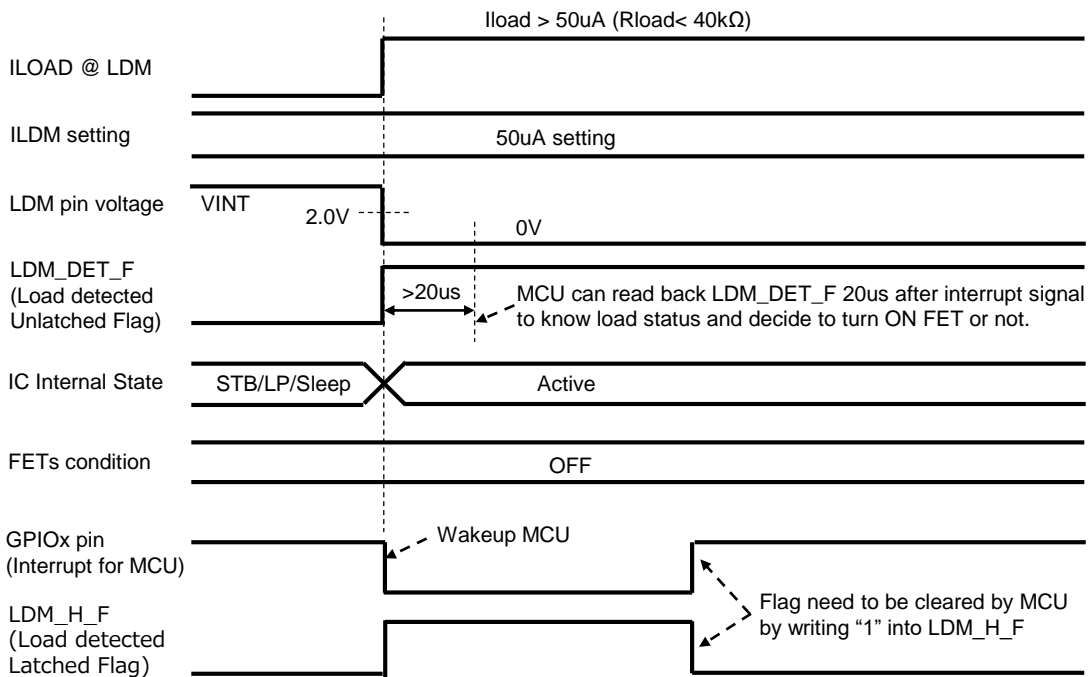 Iload > 50uA (Rload< 40kΩ)
ILOAD @ LDM
ILDM setting
50uA setting
LDM pin voltage
VINT
2.0V
0V
LDM_DET_F
(Load detected
Unlatched Flag)
>20us
MCU can read back LDM_DET_F 20us after interrupt signal
to know load status and decide to turn ON FET or not.
IC Internal State
STB/LP/Sleep
Active
FETs condition
OFF
GPIOx pin
(Interrupt for MCU)
Wakeup MCU
LDM_H_F
(Load detected
Latched Flag)
Flag need to be cleared by MCU
by writing “1” into LDM_H_F